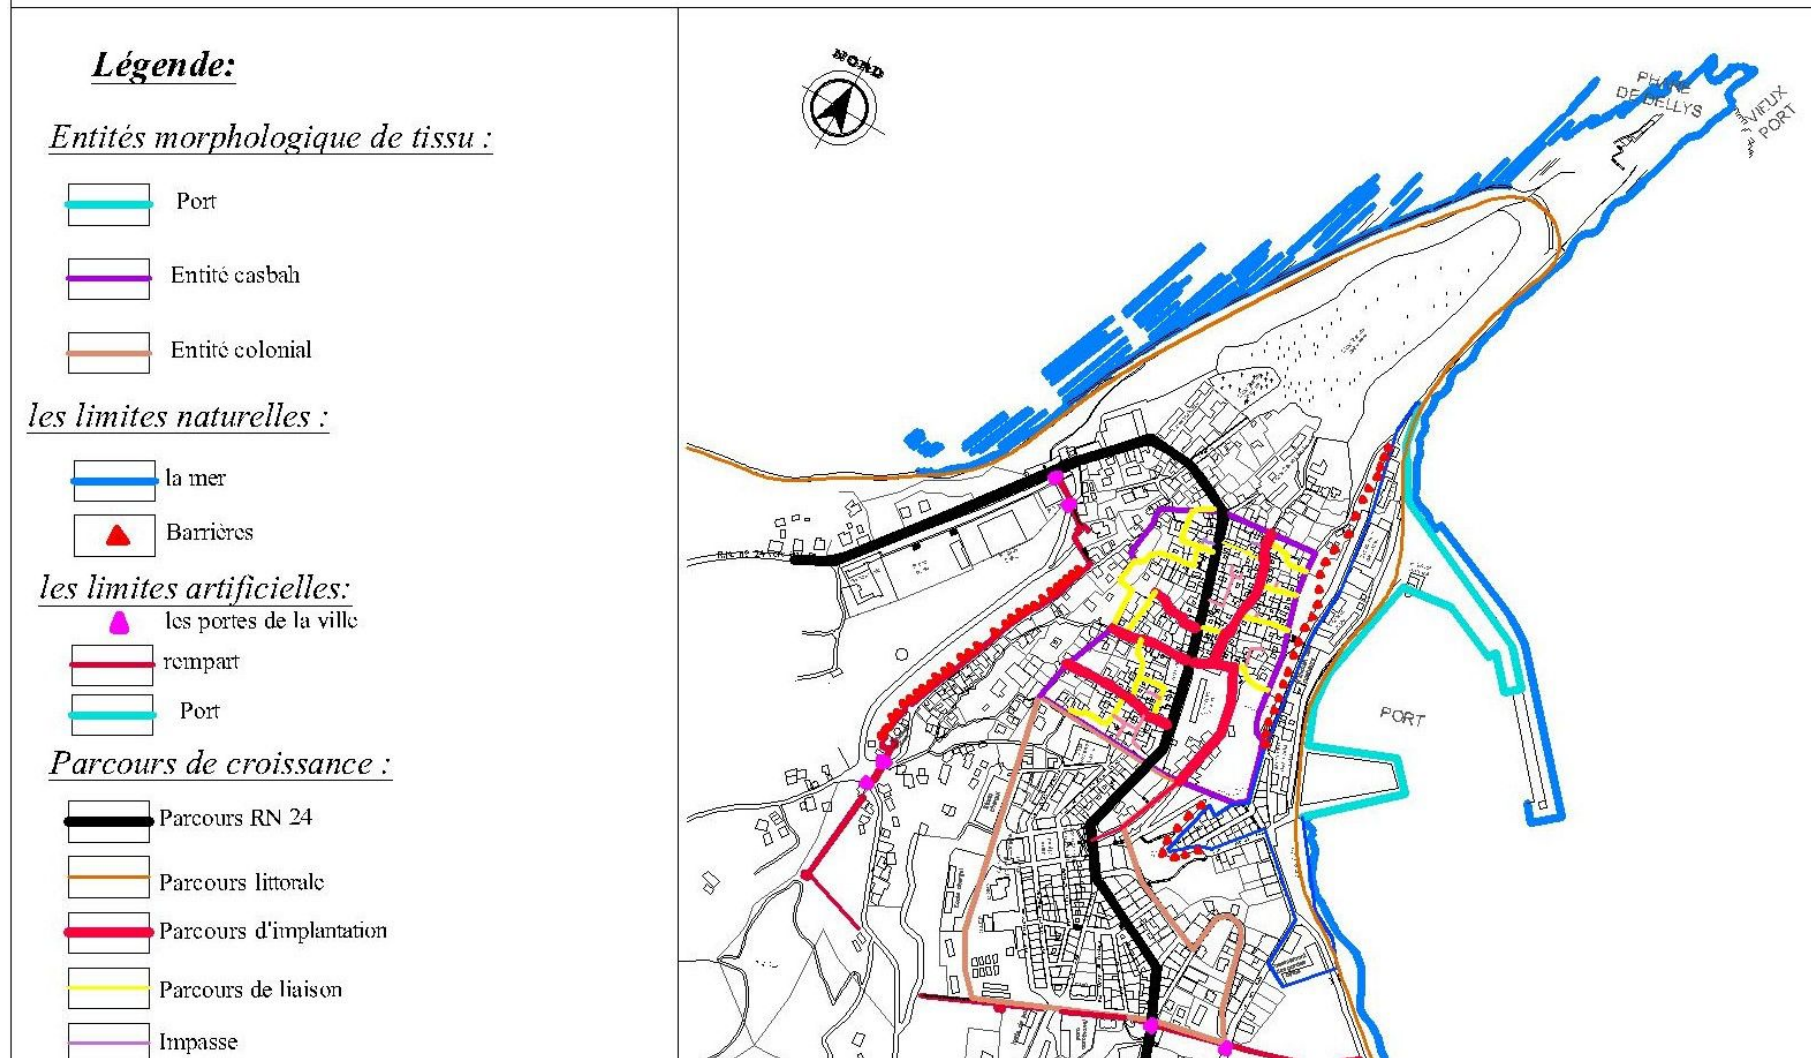 Légende:
Entités morphologique de tissu :
Port
Entité casbah
Entité colonial
les limites naturelles :
la mer
Barrières
les limites artificielles:
les portes de la ville
rempart
Port
Parcours de croissance :
Parcours RN 24
Parcours littorale
Parcours d'implantation
Parcours de liaison
Impasse
NORD
PHARE
DE DELLYS
VIEUX
PORT
PORT